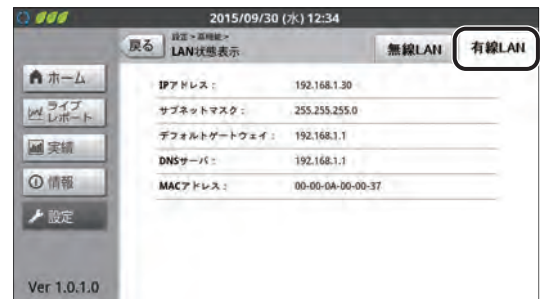 2015/09/30 (水) 12:34
戻る
設定 > 高機能 >
LAN状態表示
無線LAN
有線LAN
ホーム
ライブ
レポート
実績
情報
設定
IPアドレス： 192.168.1.30
サブネットマスク： 255.255.255.0
デフォルトゲートウェイ： 192.168.1.1
DNSサーバ： 192.168.1.1
MACアドレス： 00-00-0A-00-00-37
Ver 1.0.1.0